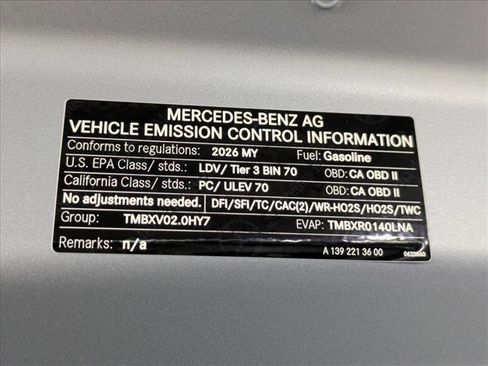 MERCEDES-BENZ AG
VEHICLE EMISSION CONTROL INFORMATION
Conforms to regulations: 2026 MY Fuel: Gasoline
U.S. EPA Class/ stds.: LDV/ Tier 3 BIN 70 OBD: CA OBD II
California Class/ stds.: PC/ ULEV 70 OBD: CA OBD II
No adjustments needed. DFI/SFI/TC/CAC(2)/WR-HO2S/HO2S/TWC
Group: TMBXV02.0HY7 EVAP: TMBXR0140LNA
Remarks: n/a A 139 221 36 00